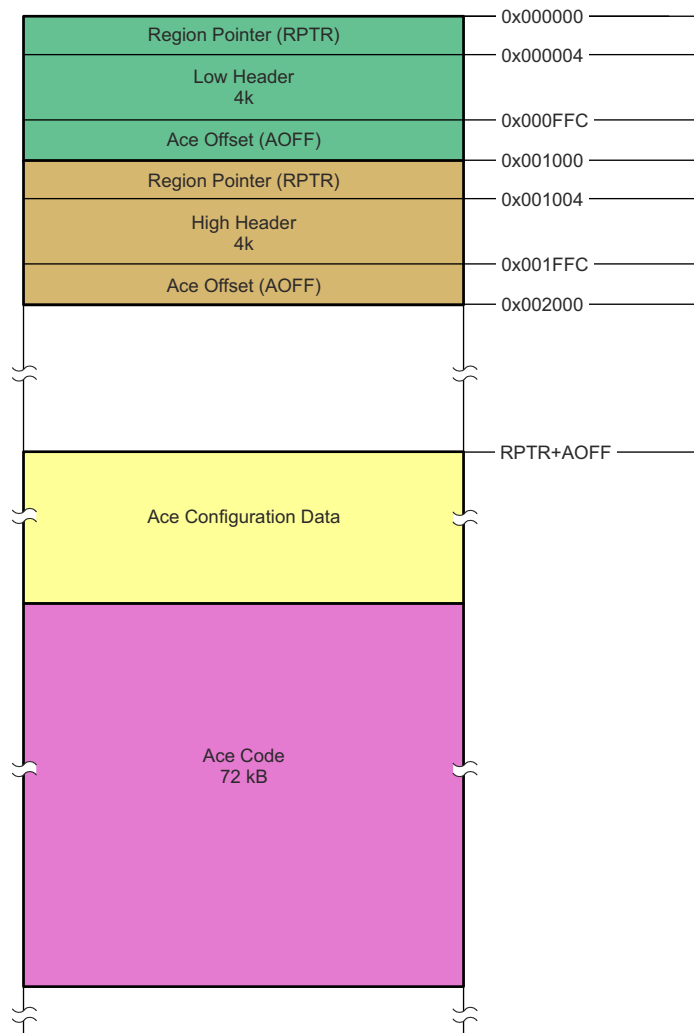 0x000000
Region Pointer (RPTR)
0x000004
Low Header
4k
0x000FFC
Ace Offset (AOFF)
0x001000
Region Pointer (RPTR)
0x001004
High Header
4k
0x001FFC
Ace Offset (AOFF)
0x002000
RPTR+AOFF
Ace Configuration Data
Ace Code
72 kB